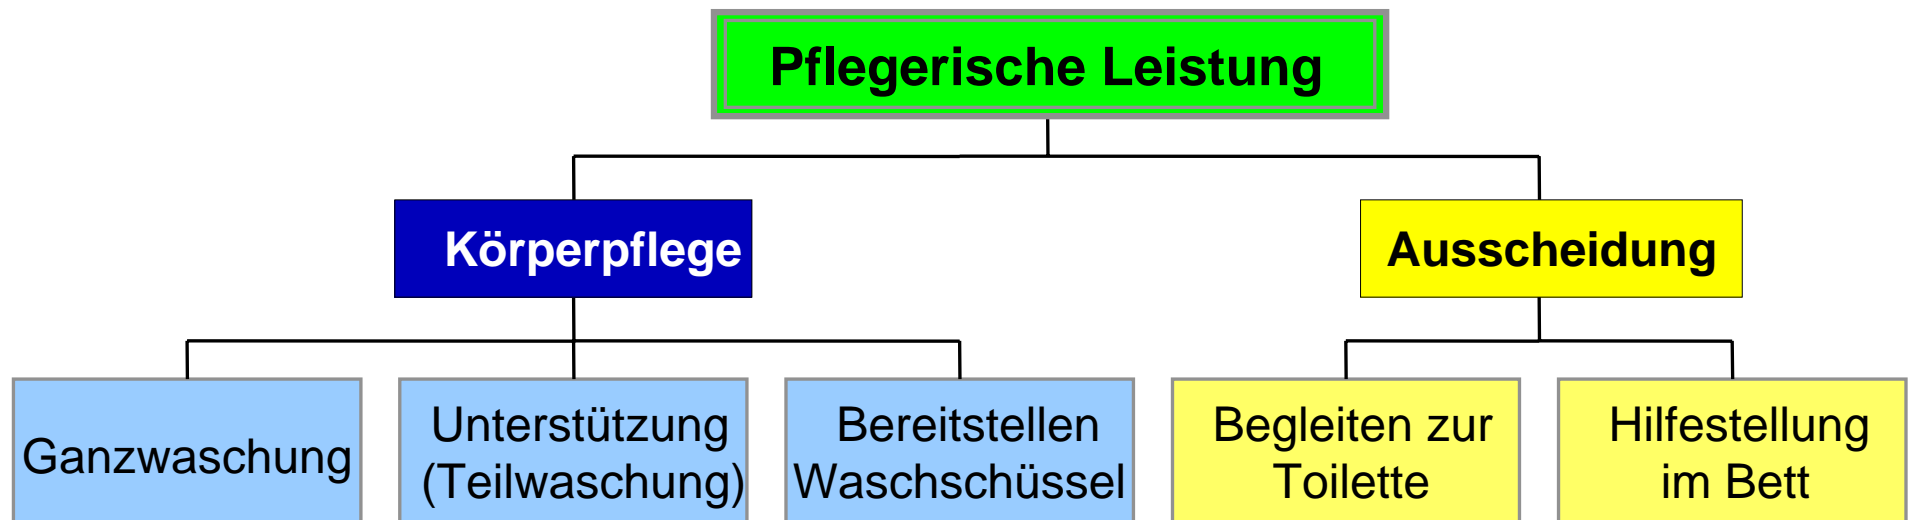 Pflegerische Leistung
Körperpflege
Ausscheidung
Ganzwaschung
Unterstützung
(Teilwaschung)
Bereitstellen
Waschschüssel
Begleiten zur
Toilette
Hilfestellung
im Bett